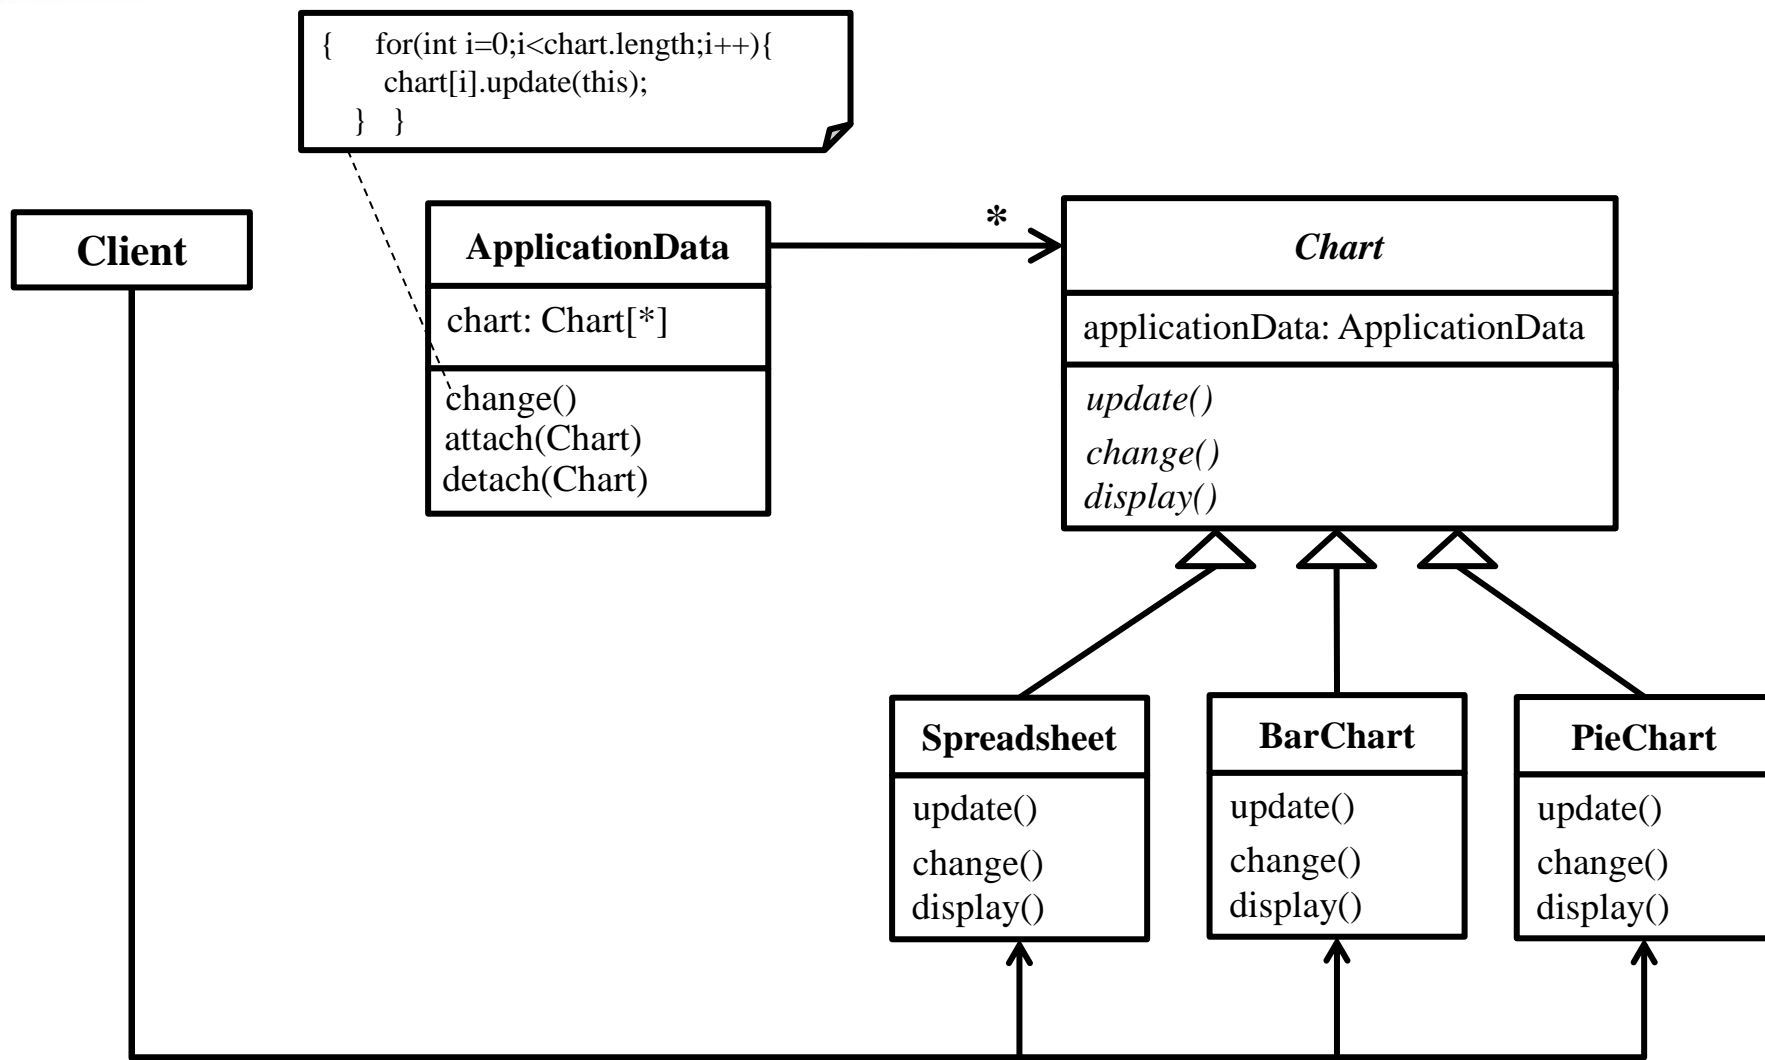 { for(int i=0;i<chart.length;i++){
chart[i].update(this);
} }
Client
ApplicationData
chart: Chart[*]
change()
attach(Chart)
detach(Chart)
*
Chart
applicationData: ApplicationData
update()
change()
display()
Spreadsheet
update()
change()
display()
BarChart
update()
change()
display()
PieChart
update()
change()
display()